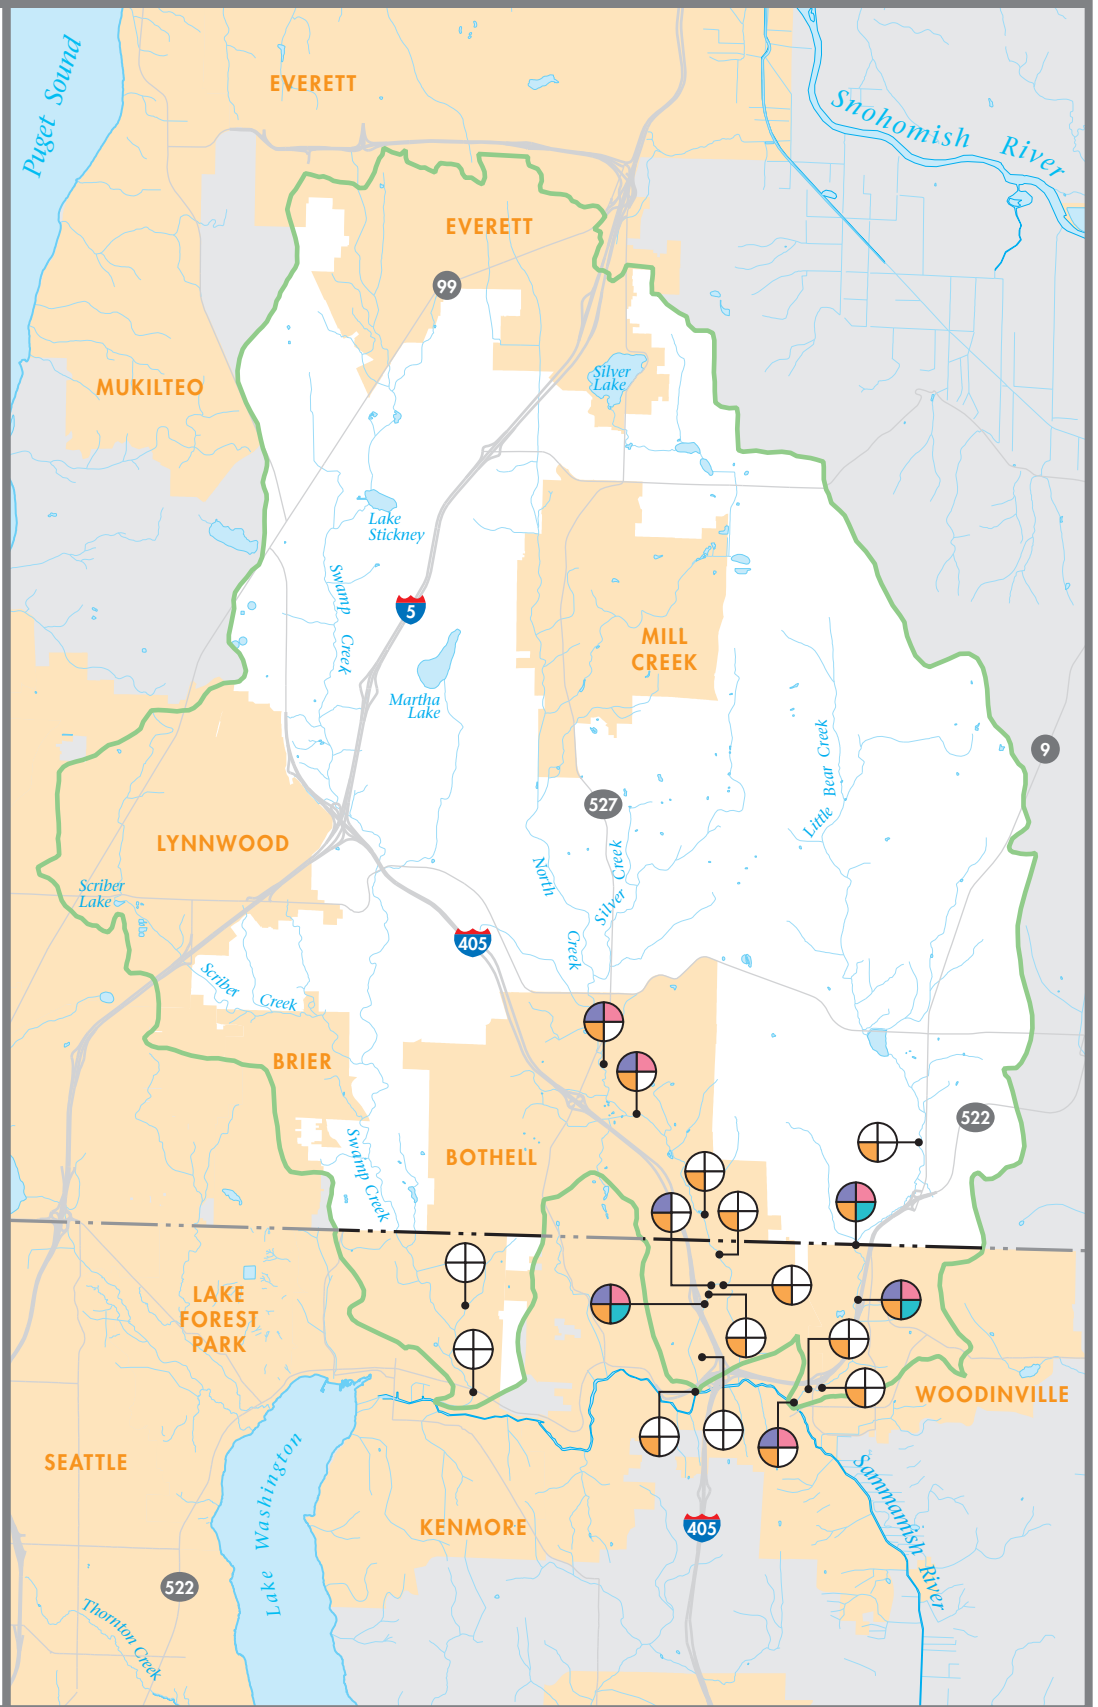 Puget Sound
EVERETT
Snohomish River
EVERETT
99
Silver
Lake
MUKILTEO
Lake
Stickney
Swamp Creek
5
MILL
CREEK
Martha
Lake
Little Bear Creek
9
527
LYNNWOOD
Scriber
Lake
North Creek
Silver Creek
405
Scriber Creek
BRIER
522
Swamp Creek
BOTHELL
LAKE
FOREST
PARK
WOODINVILLE
SEATTLE
Lake Washington
Sammamish River
KENMORE
405
522
Thornton Creek